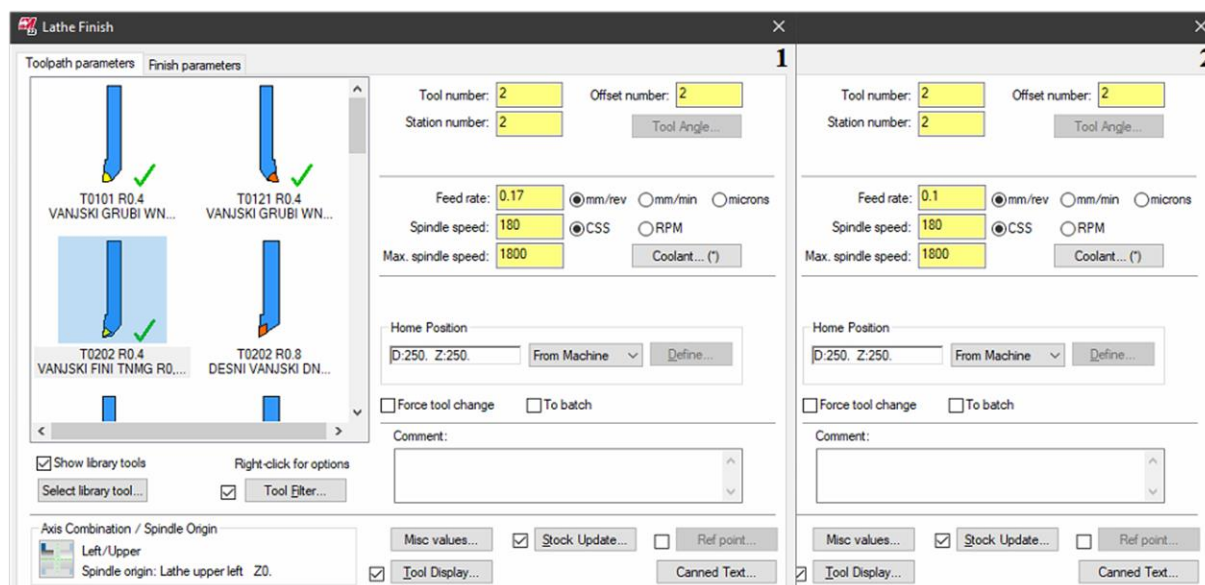 Lathe Finish
Toolpath parameters Finish parameters
1
T0101 R0.4
VANJSKI GRUBI WN...
T0121 R0.4
VANJSKI GRUBI WN...
T0202 R0.4
VANJSKI FINI TNMG R0,...
T0202 R0.8
DESNI VANJSKI DN...
Show library tools
Right-click for options
Select library tool...
Tool Filter...
Axis Combination / Spindle Origin
Left/Upper
Spindle origin: Lathe upper left Z0.
Tool number: 2 Offset number: 2
Station number: 2 Tool Angle...
Feed rate: 0.17 mm/rev mm/min microns
Spindle speed: 180 CSS RPM
Max. spindle speed: 1800 Coolant... (*)
Home Position
D:250. Z:250. From Machine Define...
Force tool change To batch
Comment:
Misc values... Stock Update... Ref point...
Tool Display... Canned Text...
2
Tool number: 2 Offset number: 2
Station number: 2 Tool Angle...
Feed rate: 0.1 mm/rev mm/min microns
Spindle speed: 180 CSS RPM
Max. spindle speed: 1800 Coolant... (*)
Home Position
D:250. Z:250. From Machine Define...
Force tool change To batch
Comment:
Misc values... Stock Update... Ref point...
Tool Display... Canned Text...